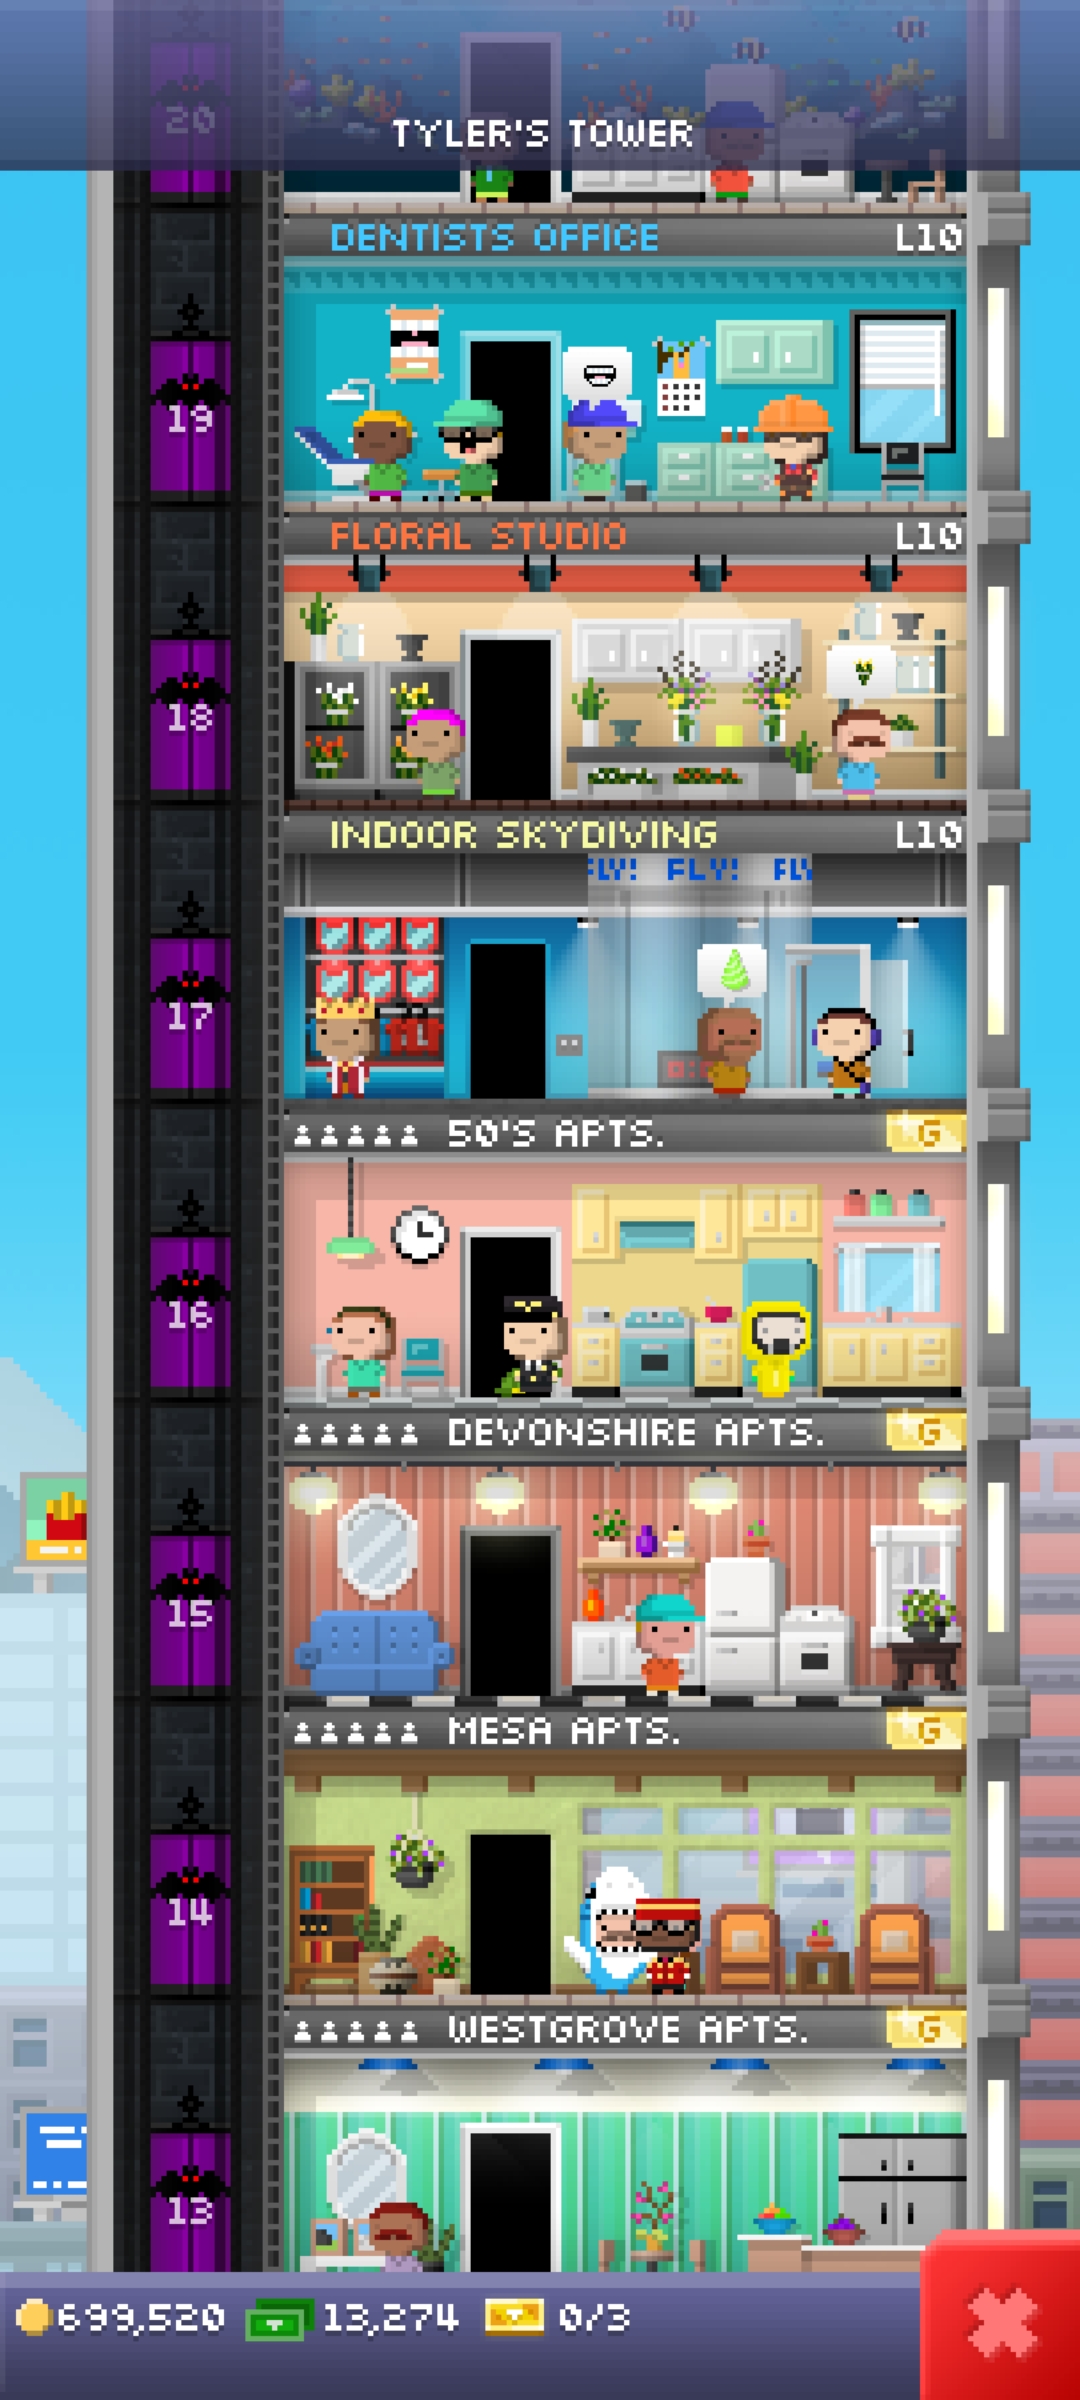 20
TYLER'S TOWER
DENTISTS OFFICE L10
19
FLORAL STUDIO L10
18
INDOOR SKYDIVING L10
FLY! FLY! FLY
17
50'S APTS. G
16
DEVONSHIRE APTS. G
15
MESA APTS. G
14
WESTGROVE APTS. G
13
699,520 13,274 0/3